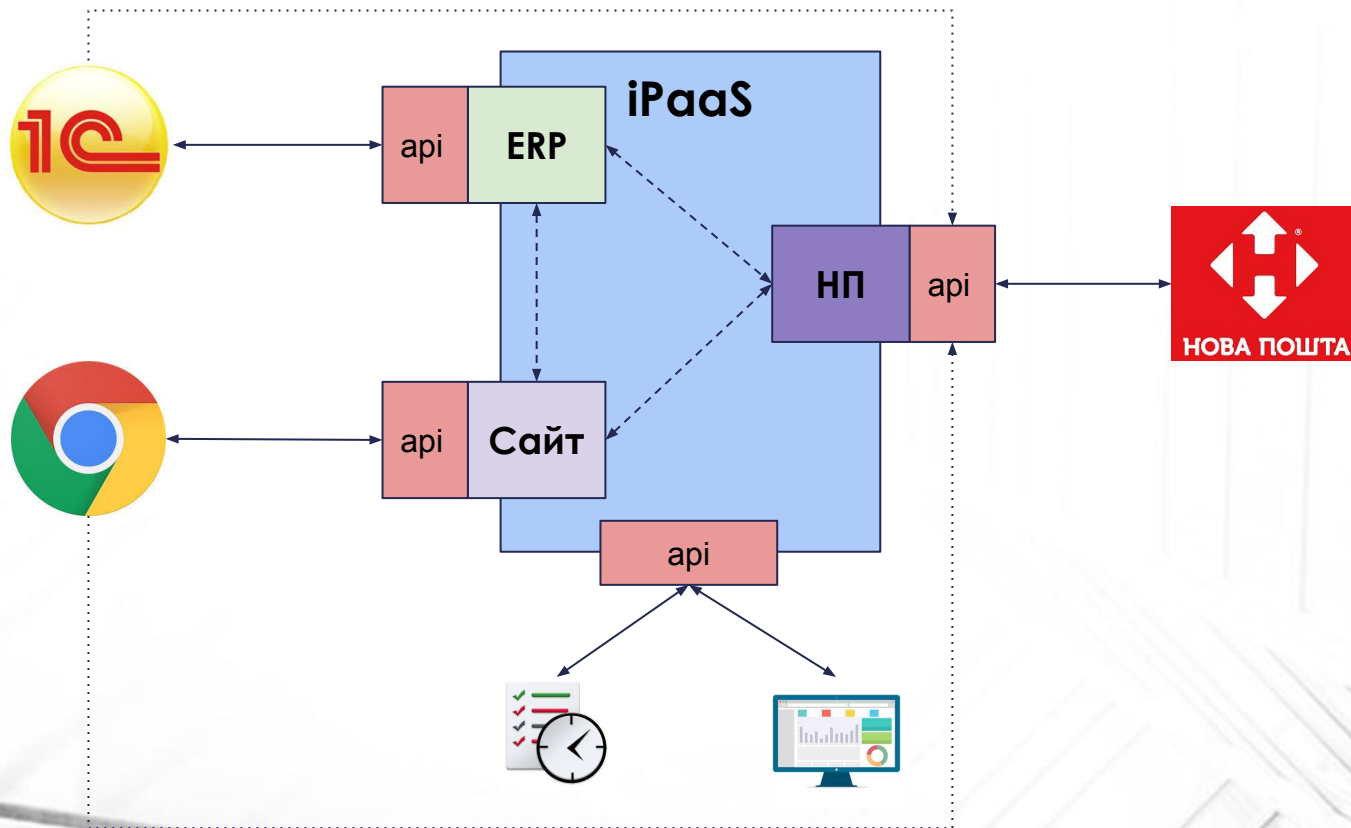 iPaaS
1С
api
ERP
НП
api
НОВА ПОШТА
®
api
Сайт
api